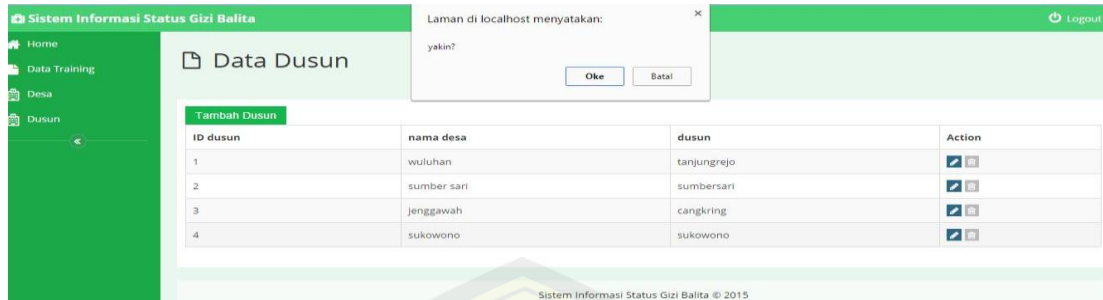 Sistem Informasi Status Gizi Balita
Logout
Laman di localhost menyatakan:
yakin?
Oke Batal
Home
Data Training
Desa
Dusun
Data Dusun
Tambah Dusun
ID dusun nama desa dusun Action
1 wuluhan tanjungrejo
2 sumber sari sumbersari
3 jenggawah cangkring
4 sukowono sukowono
Sistem Informasi Status Gizi Balita © 2015